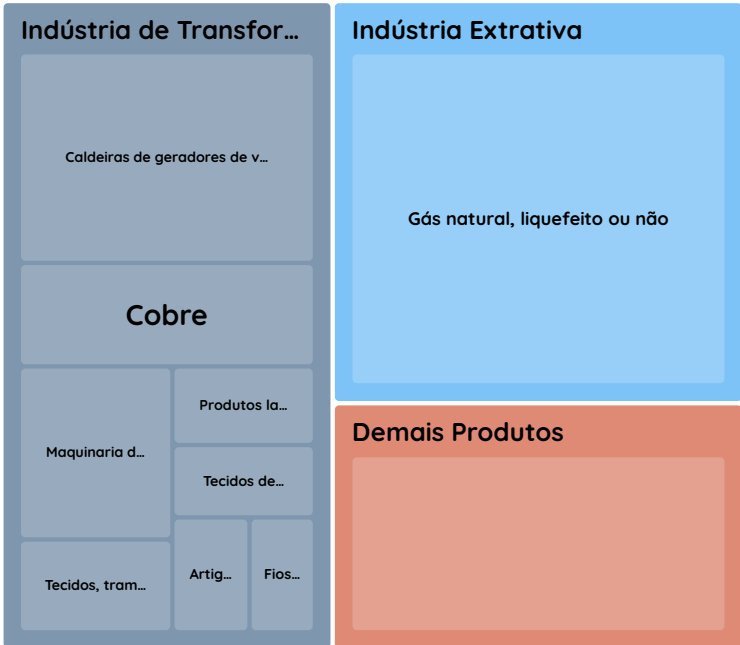 Indústria de Transfor...
Caldeiras de geradores de v...
Cobre
Maquinaria d...
Produtos la...
Tecidos de...
Tecidos, tram...
Artig...
Fios...
Indústria Extrativa
Gás natural, liquefeito ou não
Demais Produtos